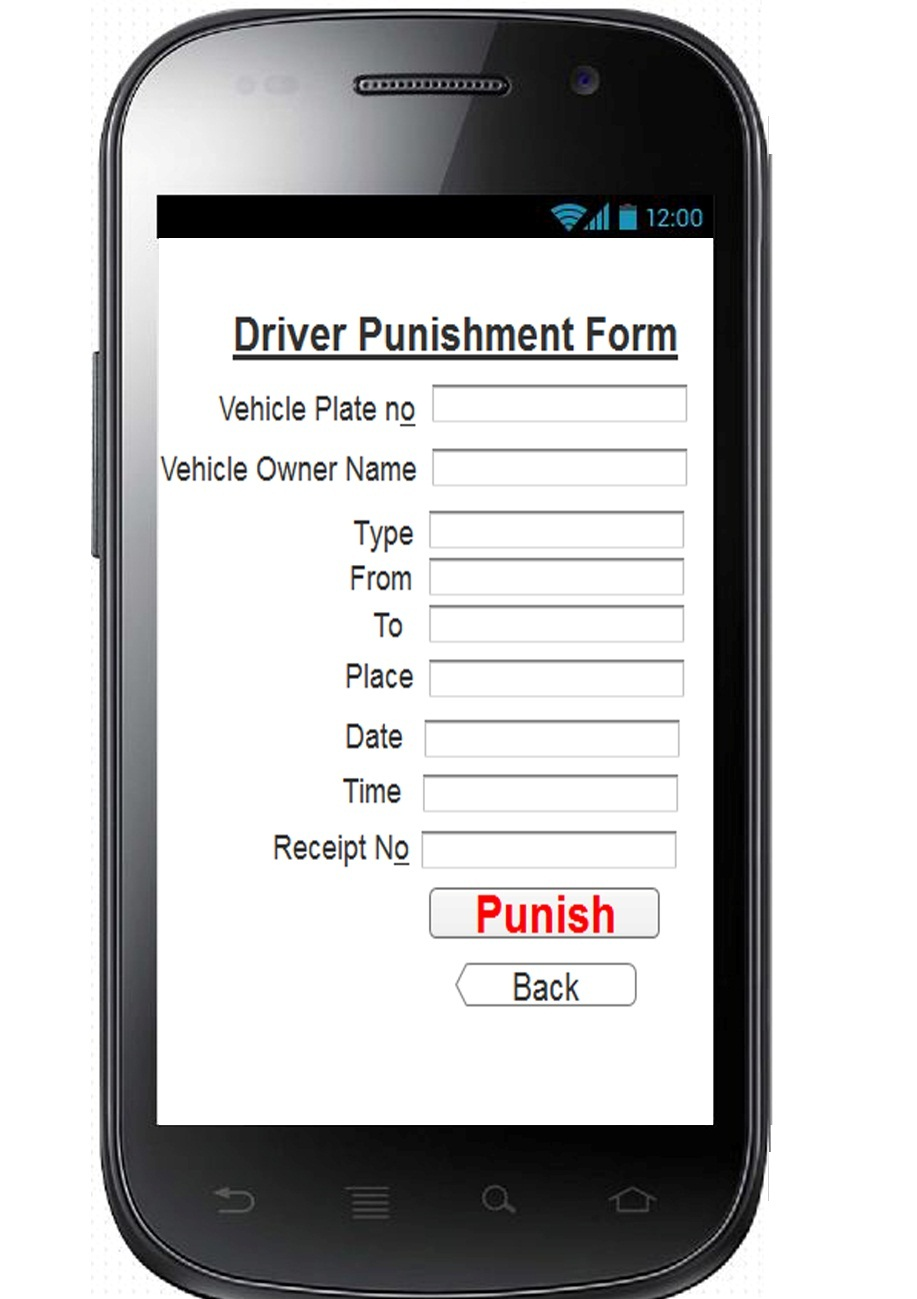 12:00
Driver Punishment Form
Vehicle Plate no
Vehicle Owner Name
Type
From
To
Place
Date
Time
Receipt No
Punish
Back